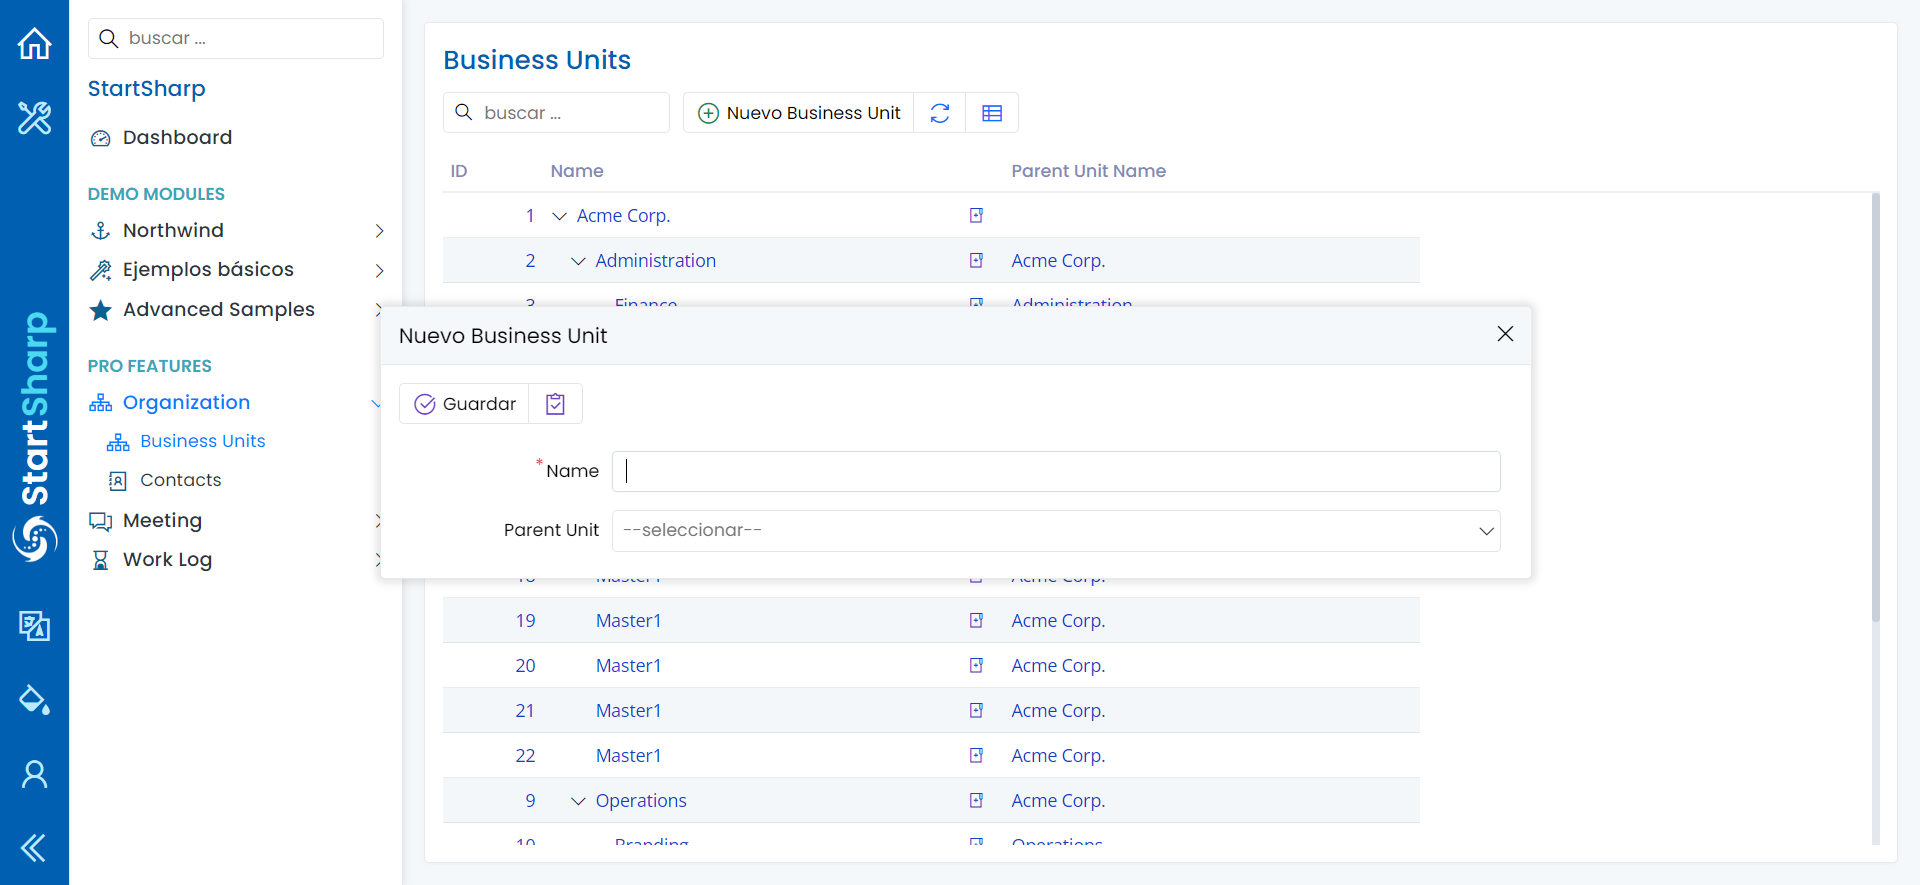 buscar ...
StartSharp
Dashboard
DEMO MODULES
Northwind
Ejemplos básicos
Advanced Samples
PRO FEATURES
Organization
Business Units
Contacts
Meeting
Work Log
StartSharp
Business Units
buscar ...
Nuevo Business Unit
ID Name Parent Unit Name
1 Acme Corp.
2 Administration Acme Corp.
3 Finance Administration
Nuevo Business Unit
Guardar
* Name
Parent Unit --seleccionar--
18 Master1 Acme Corp.
19 Master1 Acme Corp.
20 Master1 Acme Corp.
21 Master1 Acme Corp.
22 Master1 Acme Corp.
9 Operations Acme Corp.
10 Branding Operations